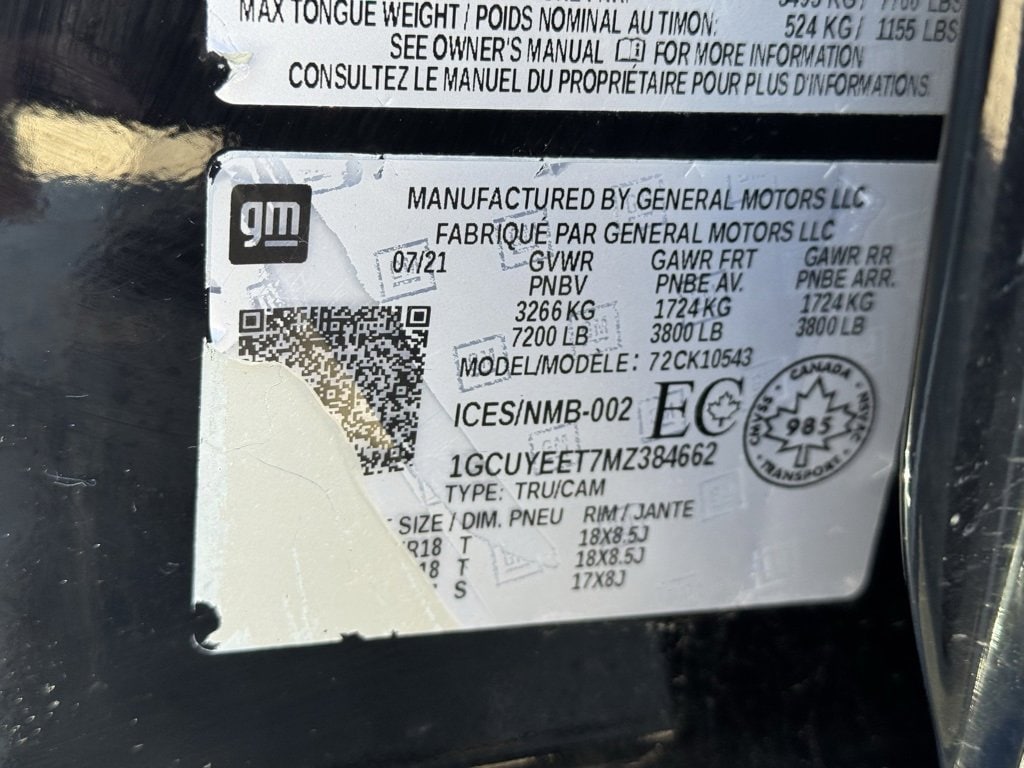 MAX TONGUE WEIGHT / POIDS NOMINAL AU TIMON: 524 KG / 1155 LBS
SEE OWNER'S MANUAL FOR MORE INFORMATION
CONSULTEZ LE MANUEL DU PROPRIÉTAIRE POUR PLUS D'INFORMATIONS.
gm
MANUFACTURED BY GENERAL MOTORS LLC
FABRIQUÉ PAR GENERAL MOTORS LLC
07/21 GVWR GAWR FRT GAWR RR
PNBV PNBE AV. PNBE ARR.
3266 KG 1724 KG 1724 KG
7200 LB 3800 LB 3800 LB
MODEL/MODÈLE: 72CK10543
ICES/NMB-002 EC
CANADA
CMVSS 985 NSVAC
TRANSPORT
1GCUYEET7MZ384662
TYPE: TRU/CAM
SIZE / DIM. PNEU RIM / JANTE
R18 T 18X8.5J
18 T 18X8.5J
S 17X8J